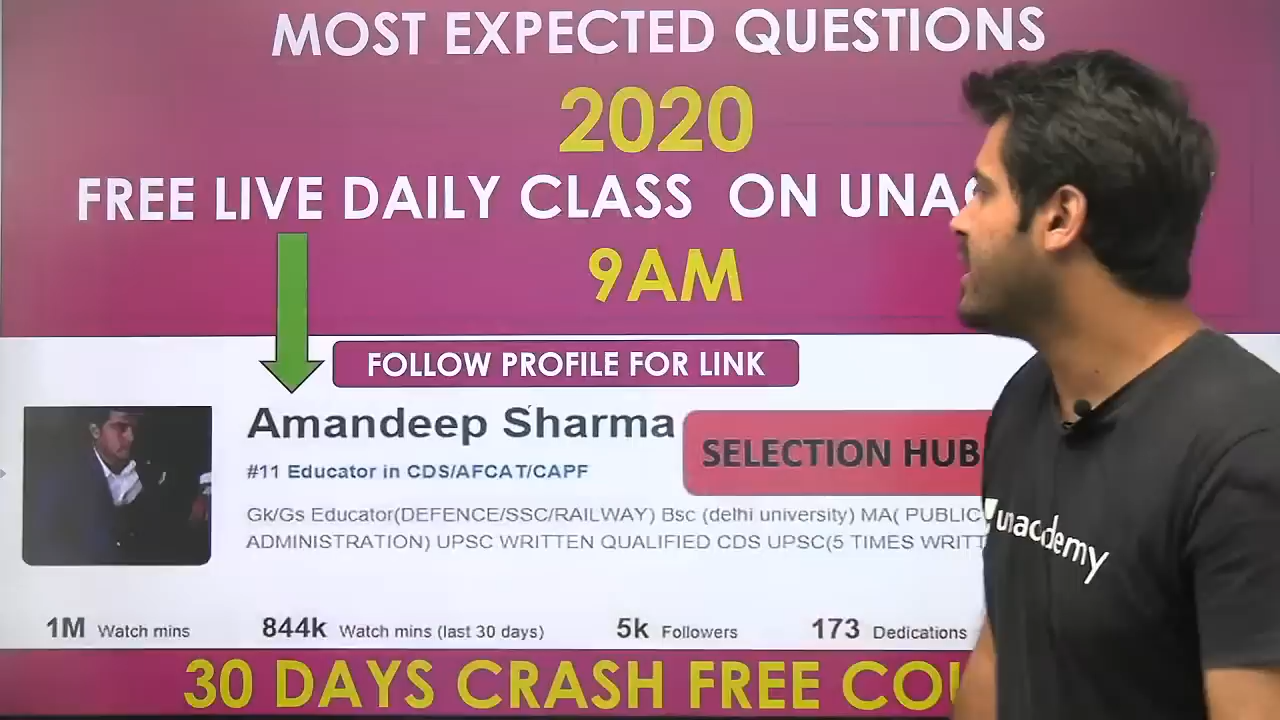 MOST EXPECTED QUESTIONS
2020
FREE LIVE DAILY CLASS ON
9AM
FOLLOW PROFILE FOR LINK
Amandeep Sharma
SELECTION HUB
#11 Educator in CDS/AFCAT/CAPF
Gk/Gs Educator(DEFENCE/SSC/RAILWAY) Bsc (delhi university) MA( PUBLIC
ADMINISTRATION) UPSC WRITTEN QUALIFIED CDS UPSC(5 TIMES
unacademy
1M Watch mins 844k Watch mins (last 30 days) 5k Followers 173 Dedications
30 DAYS CRASH FREE